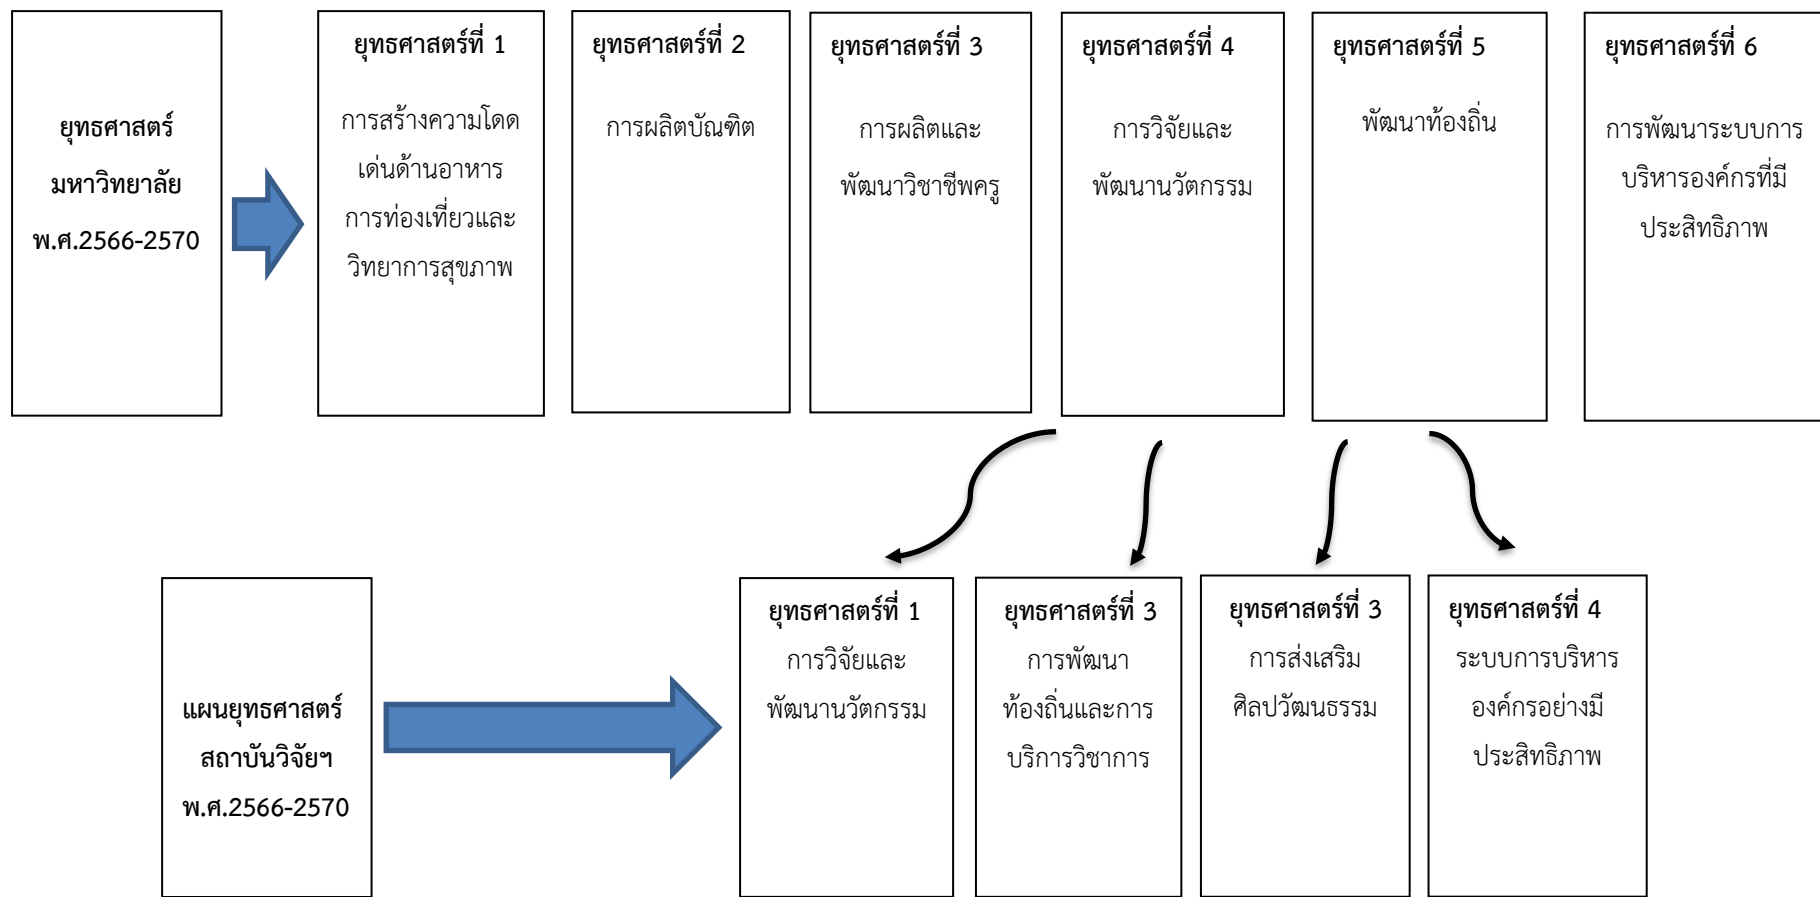 ยุทธศาสตร์
มหาวิทยาลัย
พ.ศ.2566-2570
ยุทธศาสตร์ที่ 1
การสร้างความโดด
เด่นด้านอาหาร
การท่องเที่ยวและ
วิทยาการสุขภาพ
ยุทธศาสตร์ที่ 2
การผลิตบัณฑิต
ยุทธศาสตร์ที่ 3
การผลิตและ
พัฒนาวิชาชีพครู
ยุทธศาสตร์ที่ 4
การวิจัยและ
พัฒนานวัตกรรม
ยุทธศาสตร์ที่ 5
พัฒนาท้องถิ่น
ยุทธศาสตร์ที่ 6
การพัฒนาระบบการ
บริหารองค์กรที่มี
ประสิทธิภาพ
แผนยุทธศาสตร์
สถาบันวิจัยฯ
พ.ศ.2566-2570
ยุทธศาสตร์ที่ 1
การวิจัยและ
พัฒนานวัตกรรม
ยุทธศาสตร์ที่ 3
การพัฒนา
ท้องถิ่นและการ
บริการวิชาการ
ยุทธศาสตร์ที่ 3
การส่งเสริม
ศิลปวัฒนธรรม
ยุทธศาสตร์ที่ 4
ระบบการบริหาร
องค์กรอย่างมี
ประสิทธิภาพ